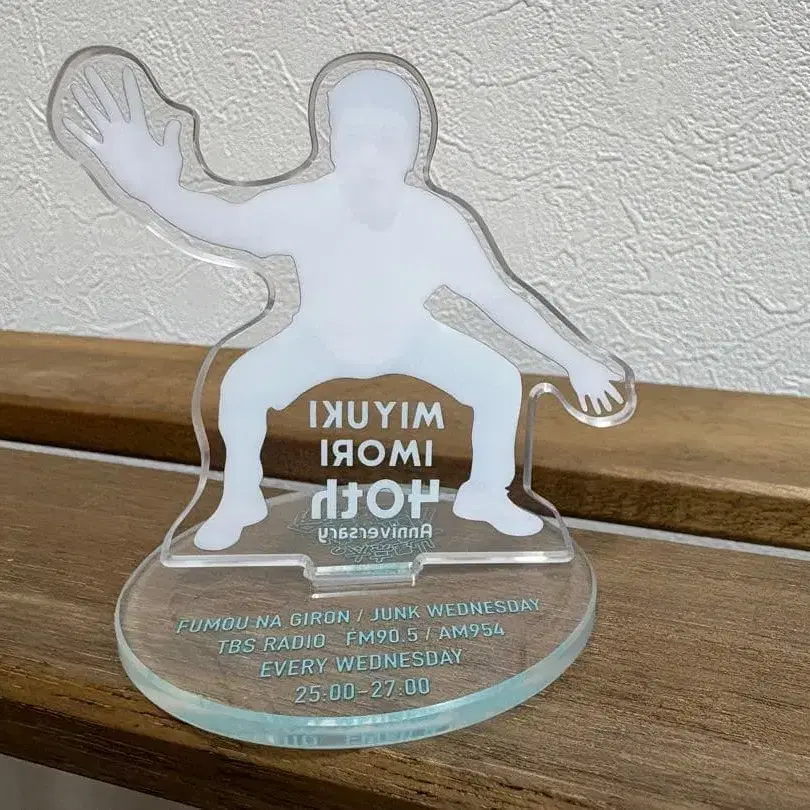 MIYUKI
IMORI
40th
Anniversary
FUMOU NA GIRON / JUNK WEDNESDAY
TBS RADIO FM90.5 / AM954
EVERY WEDNESDAY
25:00-27:00